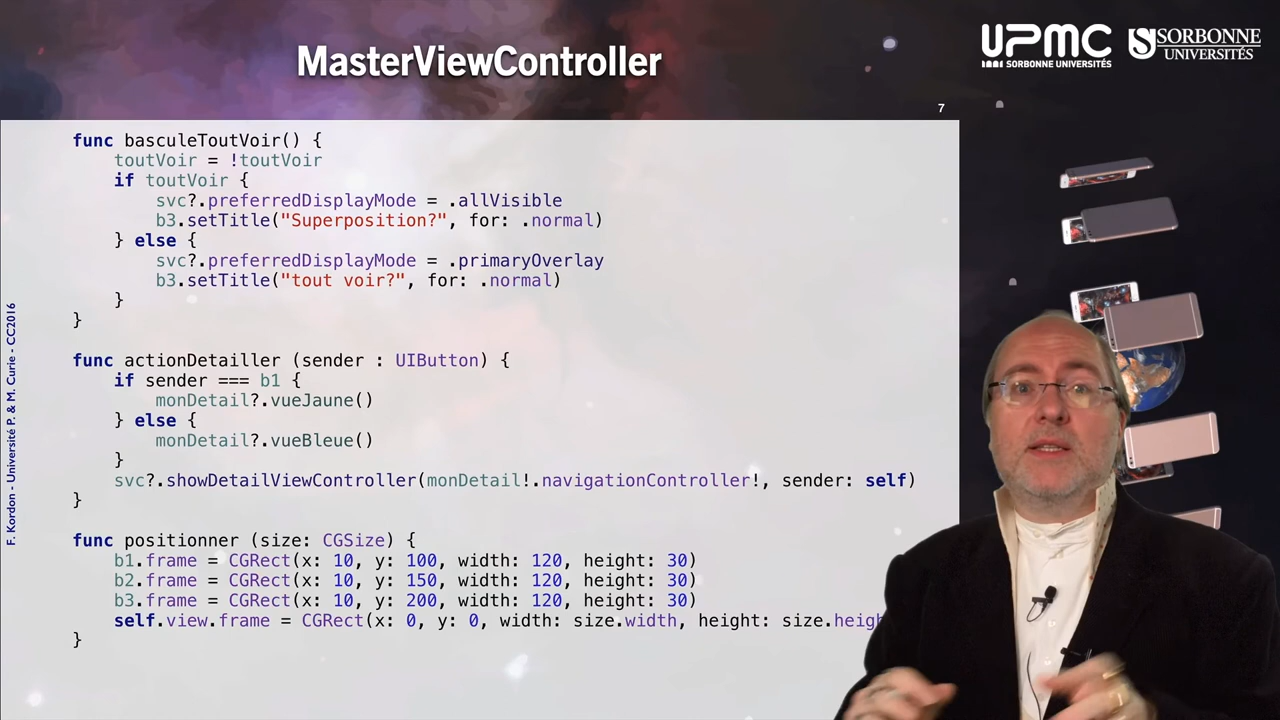 MasterViewController
UPMC
SORBONNE UNIVERSITÉS
SORBONNE
UNIVERSITÉS
7
func basculeToutVoir() {
toutVoir = !toutVoir
if toutVoir {
svc?.preferredDisplayMode = .allVisible
b3.setTitle("Superposition?", for: .normal)
} else {
svc?.preferredDisplayMode = .primaryOverlay
b3.setTitle("tout voir?", for: .normal)
}
}
func actionDetailler (sender : UIButton) {
if sender === b1 {
monDetail?.vueJaune()
} else {
monDetail?.vueBleue()
}
svc?.showDetailViewController(monDetail!.navigationController!, sender: self)
}
func positionner (size: CGSize) {
b1.frame = CGRect(x: 10, y: 100, width: 120, height: 30)
b2.frame = CGRect(x: 10, y: 150, width: 120, height: 30)
b3.frame = CGRect(x: 10, y: 200, width: 120, height: 30)
self.view.frame = CGRect(x: 0, y: 0, width: size.width, height: size.heigh
}
F. Kordon - Université P. & M. Curie - CC2016